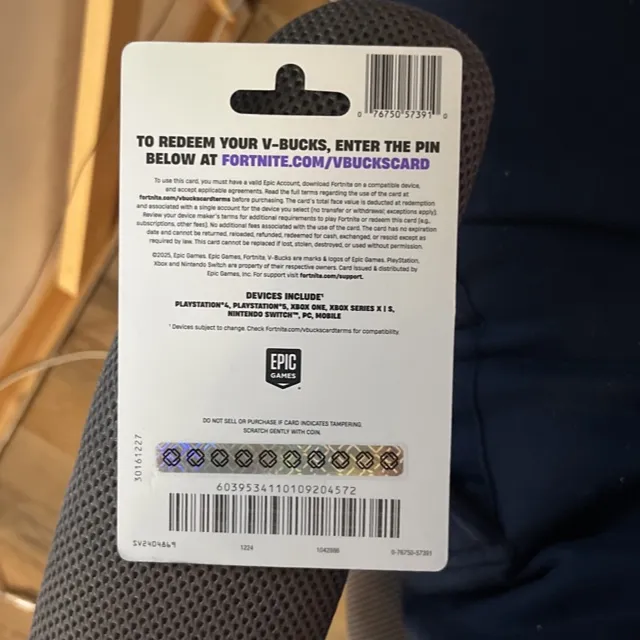 0 76750 57391 0
TO REDEEM YOUR V-BUCKS, ENTER THE PIN
BELOW AT FORTNITE.COM/VBUCKSCARD
To use this card, you must have a valid Epic Account, download Fortnite on a compatible device,
and accept applicable agreements. Read the full terms regarding the use of the card at
fortnite.com/vbuckscardterms before purchasing. The card's total face value is deducted at redemption
and associated with a single account for the device you select (no transfer or withdrawal; exceptions apply).
Review your device maker's terms for additional requirements to play Fortnite or redeem this card (e.g.,
subscriptions, other fees). No additional fees associated with use of the card. The card has no expiration
date and cannot be returned, reloaded, refunded, redeemed for cash, exchanged, or resold except as
required by law. This card cannot be replaced if lost, stolen, destroyed, or used without permission.
©2025, Epic Games. Epic Games, Fortnite, V-Bucks are marks & logos of Epic Games. PlayStation,
Xbox and Nintendo Switch are property of their respective owners. Card issued & distributed by
Epic Games, Inc. For support visit fortnite.com/support.
DEVICES INCLUDE¹
PLAYSTATION®4, PLAYSTATION®5, XBOX ONE, XBOX SERIES X | S,
NINTENDO SWITCH™, PC, MOBILE
¹ Devices subject to change. Check Fortnite.com/vbuckscardterms for compatibility.
EPIC
GAMES
DO NOT SELL OR PURCHASE IF CARD INDICATES TAMPERING.
SCRATCH GENTLY WITH COIN.
30161227
6039534110109204572
SV2404869 1224 1042086 0-76750-57391